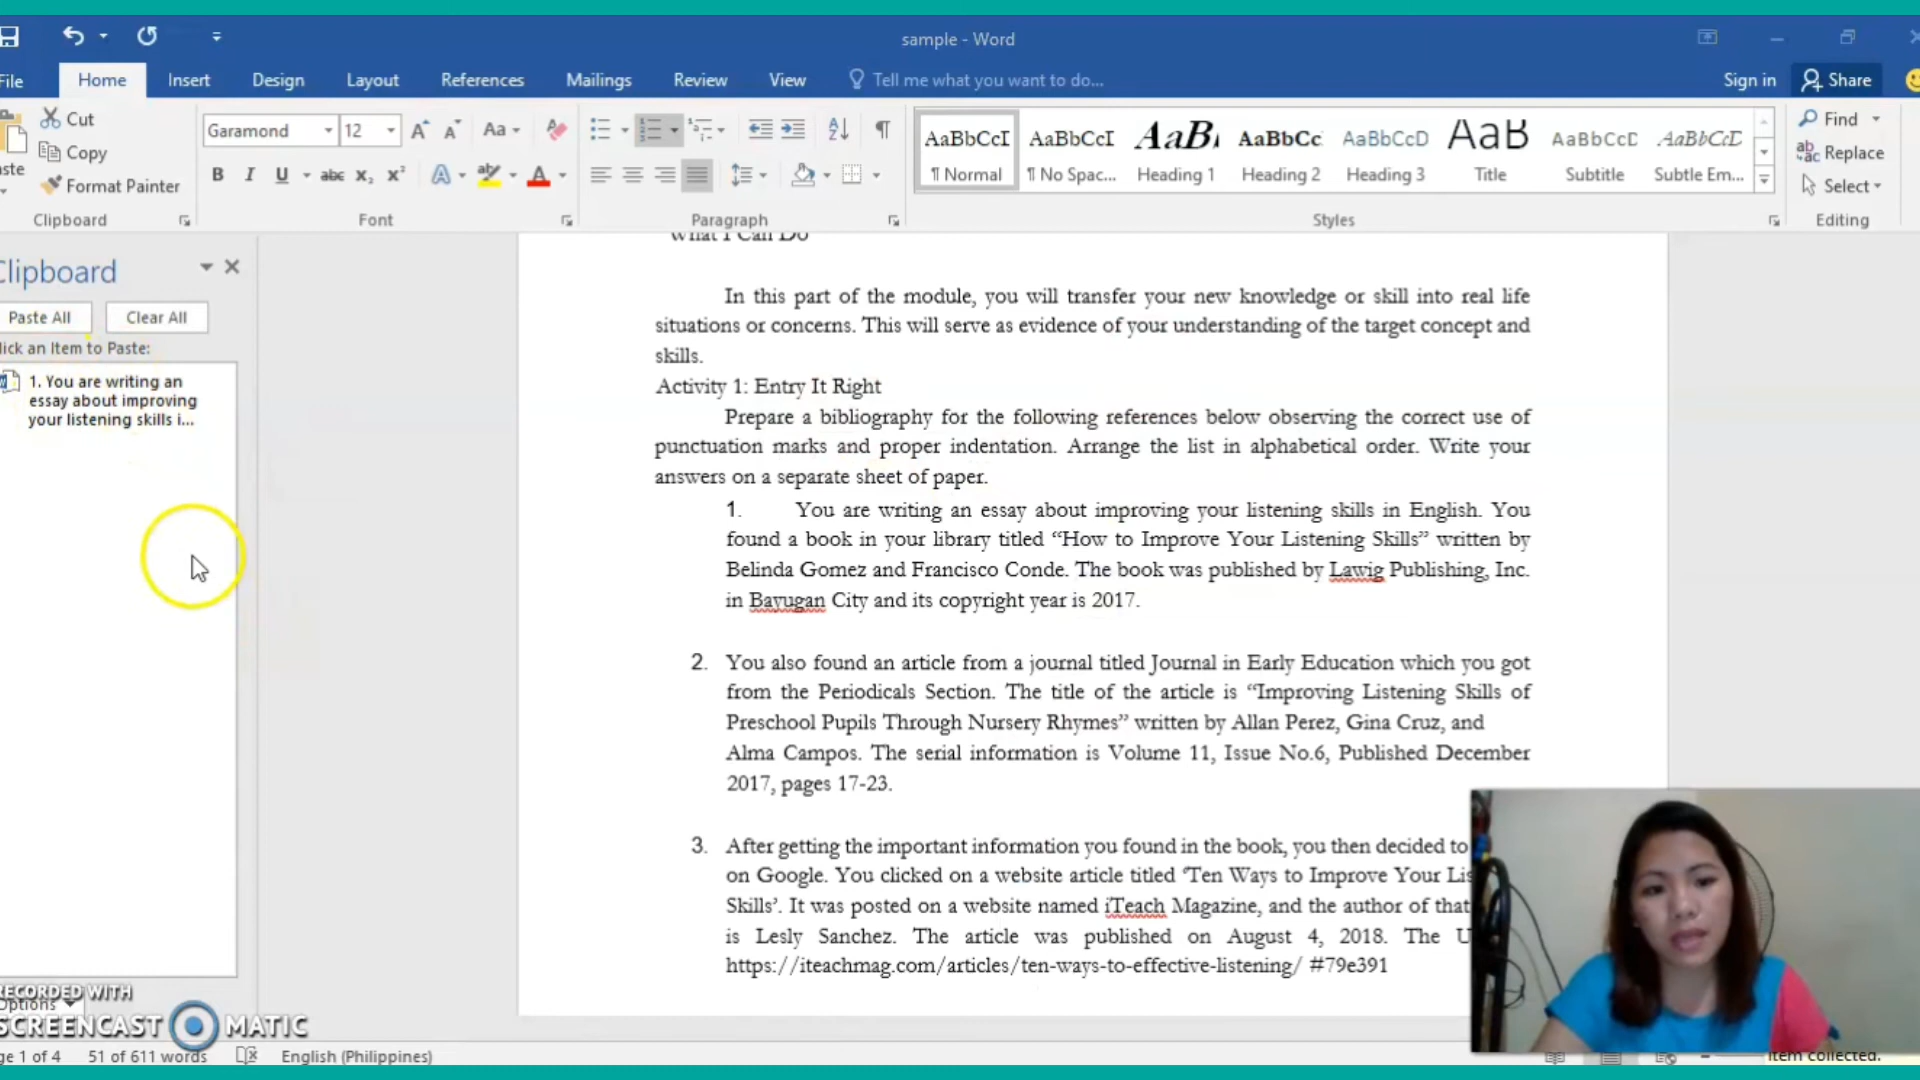 sample - Word
File
Home
Insert
Design
Layout
References
Mailings
Review
View
Tell me what you want to do...
Sign in
Share
Cut
Copy
Format Painter
Clipboard
Garamond
12
Aa
B I U abc X₂ X²
Font
Paragraph
AaBbCcI
AaBbCcI
AaBı
AaBbCc
AaBbCcD
AaB
AaBbCcD
AaBbCcD
¶ Normal
¶ No Spac...
Heading 1
Heading 2
Heading 3
Title
Subtitle
Subtle Em...
Styles
Find
Replace
Select
Editing
Clipboard
Paste All
Clear All
lick an Item to Paste:
1. You are writing an
essay about improving
your listening skills i...
What I Can Do
In this part of the module, you will transfer your new knowledge or skill into real life
situations or concerns. This will serve as evidence of your understanding of the target concept and
skills.
Activity 1: Entry It Right
Prepare a bibliography for the following references below observing the correct use of
punctuation marks and proper indentation. Arrange the list in alphabetical order. Write your
answers on a separate sheet of paper.
1. You are writing an essay about improving your listening skills in English. You
found a book in your library titled “How to Improve Your Listening Skills” written by
Belinda Gomez and Francisco Conde. The book was published by Lawig Publishing, Inc.
in Bayugan City and its copyright year is 2017.
2. You also found an article from a journal titled Journal in Early Education which you got
from the Periodicals Section. The title of the article is “Improving Listening Skills of
Preschool Pupils Through Nursery Rhymes” written by Allan Perez, Gina Cruz, and
Alma Campos. The serial information is Volume 11, Issue No.6, Published December
2017, pages 17-23.
3. After getting the important information you found in the book, you then decided to
on Google. You clicked on a website article titled ‘Ten Ways to Improve Your Lis
Skills’. It was posted on a website named iTeach Magazine, and the author of that
is Lesly Sanchez. The article was published on August 4, 2018. The U
https://iteachmag.com/articles/ten-ways-to-effective-listening/ #79e391
RECORDED WITH
Options
SCREENCAST MATIC
ge 1 of 4
51 of 611 words
English (Philippines)
Item collected.